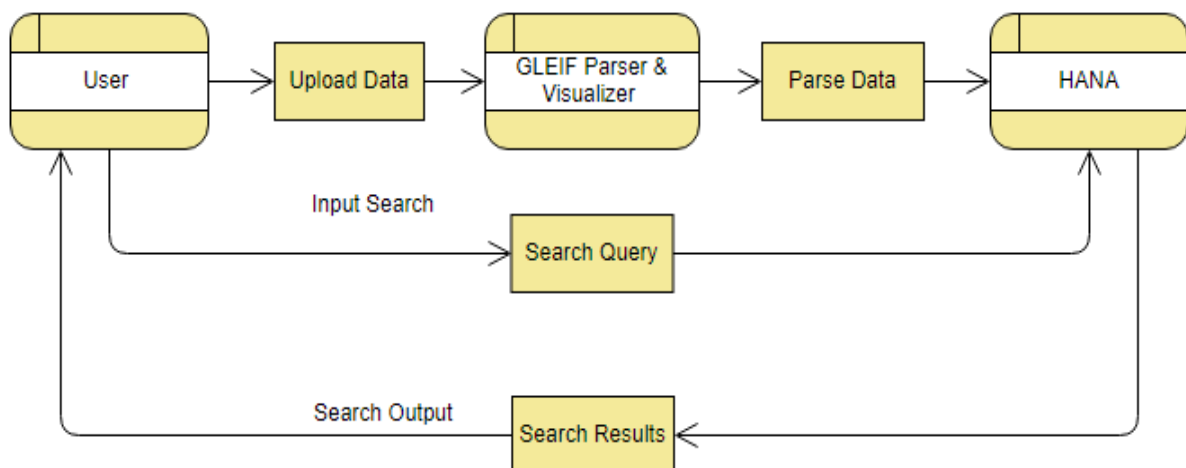 User
Upload Data
GLEIF Parser &
Visualizer
Parse Data
HANA
Input Search
Search Query
Search Output
Search Results